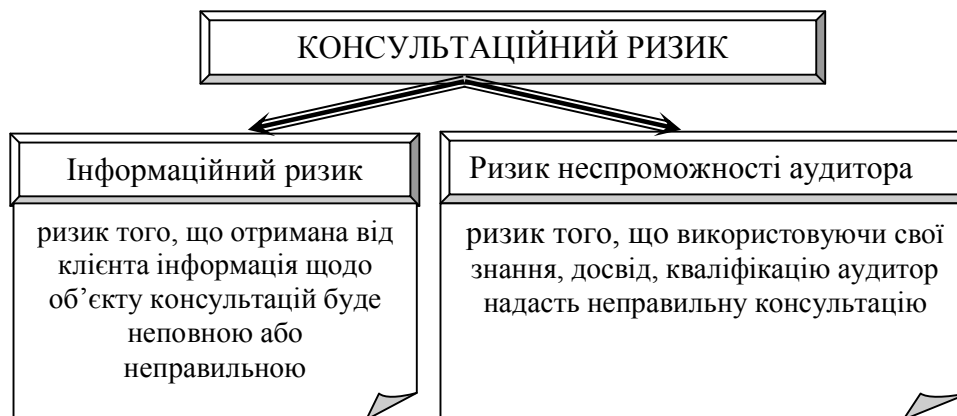 КОНСУЛЬТАЦІЙНИЙ РИЗИК
Інформаційний ризик
ризик того, що отримана від
клієнта інформація щодо
об’єкту консультацій буде
неповною або
неправильною
Ризик неспроможності аудитора
ризик того, що використовуючи свої
знання, досвід, кваліфікацію аудитор
надасть неправильну консультацію